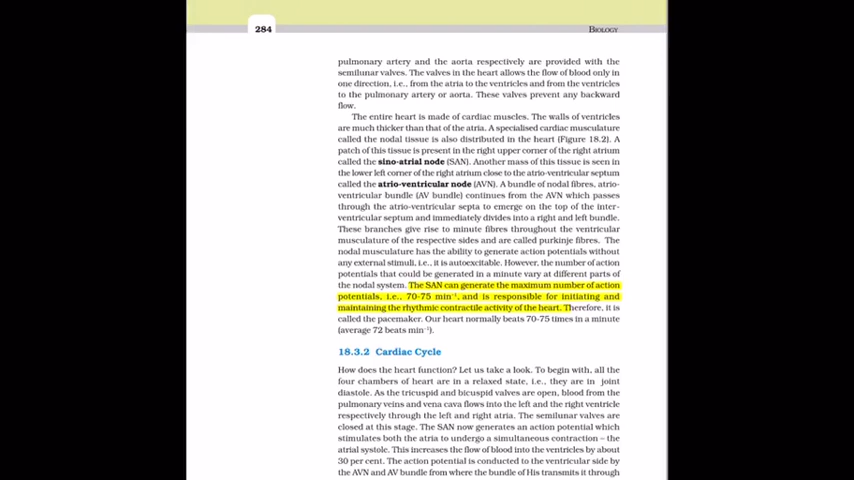 284
BIOLOGY
pulmonary artery and the aorta respectively are provided with the
semilunar valves. The valves in the heart allows the flow of blood only in
one direction, i.e., from the atria to the ventricles and from the ventricles
to the pulmonary artery or aorta. These valves prevent any backward
flow.
The entire heart is made of cardiac muscles. The walls of ventricles
are much thicker than that of the atria. A specialised cardiac musculature
called the nodal tissue is also distributed in the heart (Figure 18.2). A
patch of this tissue is present in the right upper corner of the right atrium
called the sino-atrial node (SAN). Another mass of this tissue is seen in
the lower left corner of the right atrium close to the atrio-ventricular septum
called the atrio-ventricular node (AVN). A bundle of nodal fibres, atrio-
ventricular bundle (AV bundle) continues from the AVN which passes
through the atrio-ventricular septa to emerge on the top of the inter-
ventricular septum and immediately divides into a right and left bundle.
These branches give rise to minute fibres throughout the ventricular
musculature of the respective sides and are called purkinje fibres. The
nodal musculature has the ability to generate action potentials without
any external stimuli, i.e., it is autoexcitable. However, the number of action
potentials that could be generated in a minute vary at different parts of
the nodal system. The SAN can generate the maximum number of action
potentials, i.e., 70-75 min⁻¹, and is responsible for initiating and
maintaining the rhythmic contractile activity of the heart. Therefore, it is
called the pacemaker. Our heart normally beats 70-75 times in a minute
(average 72 beats min⁻¹).
18.3.2 Cardiac Cycle
How does the heart function? Let us take a look. To begin with, all the
four chambers of heart are in a relaxed state, i.e., they are in joint
diastole. As the tricuspid and bicuspid valves are open, blood from the
pulmonary veins and vena cava flows into the left and the right ventricle
respectively through the left and right atria. The semilunar valves are
closed at this stage. The SAN now generates an action potential which
stimulates both the atria to undergo a simultaneous contraction – the
atrial systole. This increases the flow of blood into the ventricles by about
30 per cent. The action potential is conducted to the ventricular side by
the AVN and AV bundle from where the bundle of His transmits it through